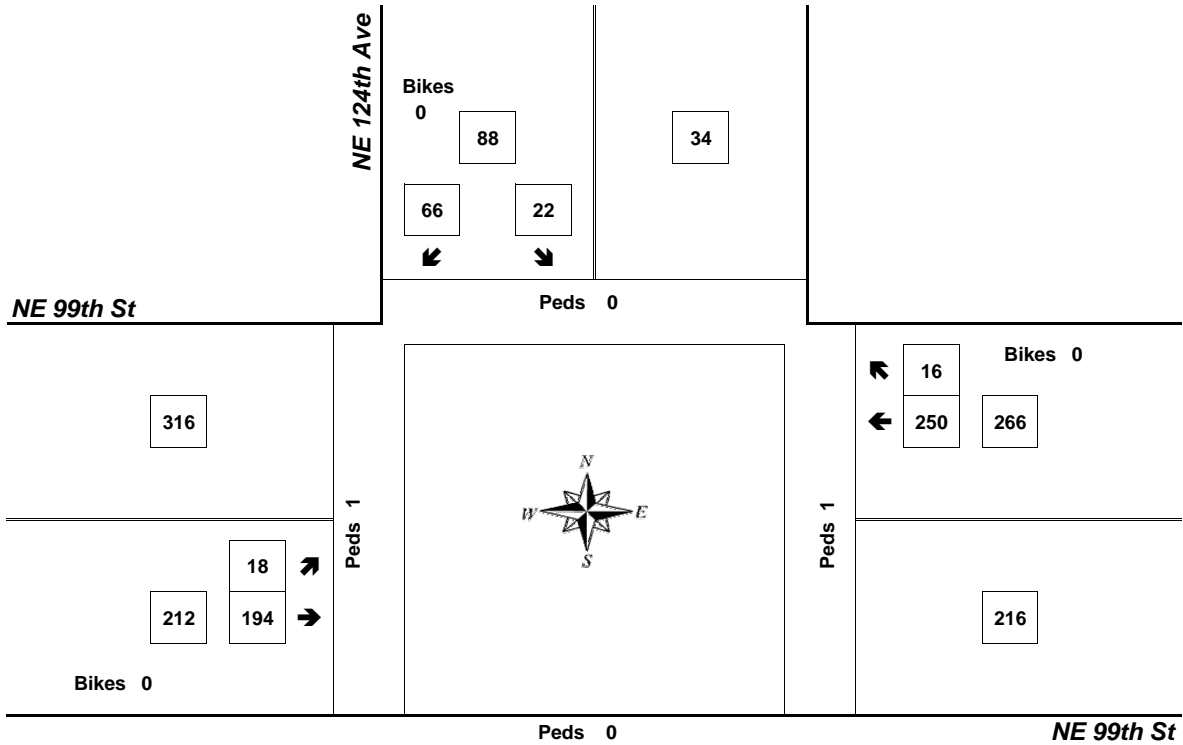 NE 124th Ave
Bikes
0
88
34
66
22
Peds 0
NE 99th St
16
Bikes 0
316
250
266
N
W
E
S
Peds 1
Peds 1
18
212
194
216
Bikes 0
Peds 0
NE 99th St